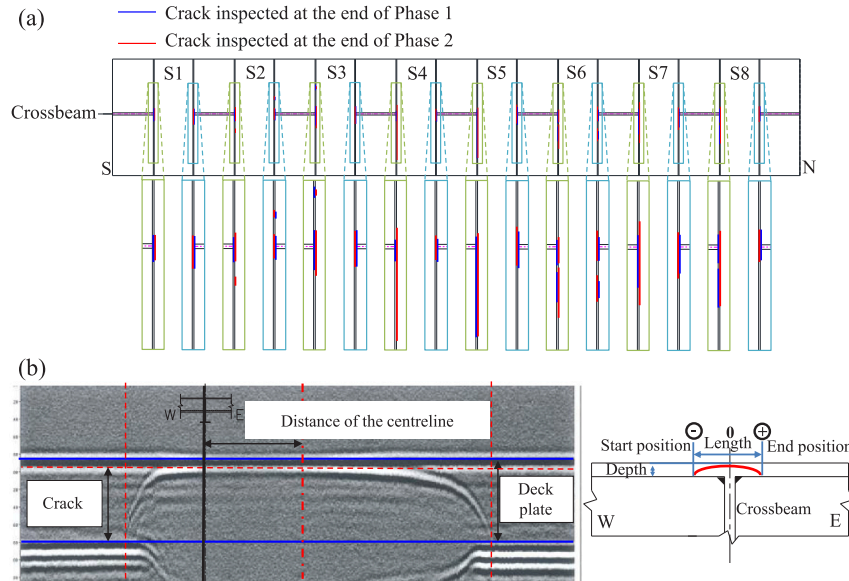 (a)
Crack inspected at the end of Phase 1
Crack inspected at the end of Phase 2
S1 S2 S3 S4 S5 S6 S7 S8
Crossbeam
S N
(b)
W E
Distance of the centreline
Crack
Deck
plate
- 0 +
Start position Length End position
Depth
Crossbeam
W E